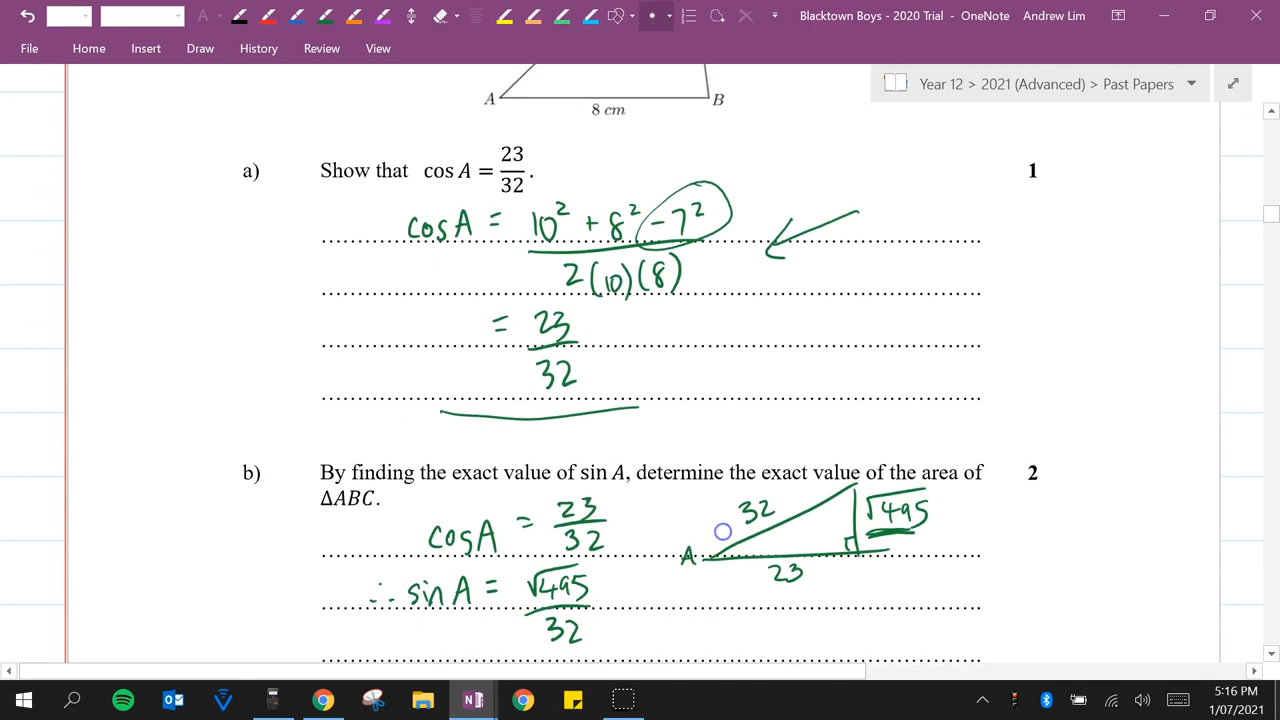 Blacktown Boys - 2020 Trial - OneNote Andrew Lim
File Home Insert Draw History Review View
Year 12 > 2021 (Advanced) > Past Papers
A B
8 cm
a) Show that cos A = 23/32. 1
cosA = 10² + 8² - 7² / 2(10)(8)
= 23/32
b) By finding the exact value of sin A, determine the exact value of the area of 2
ΔABC.
cosA = 23/32
32 √495
A
23
∴ sinA = √495/32
5:16 PM
1/07/2021